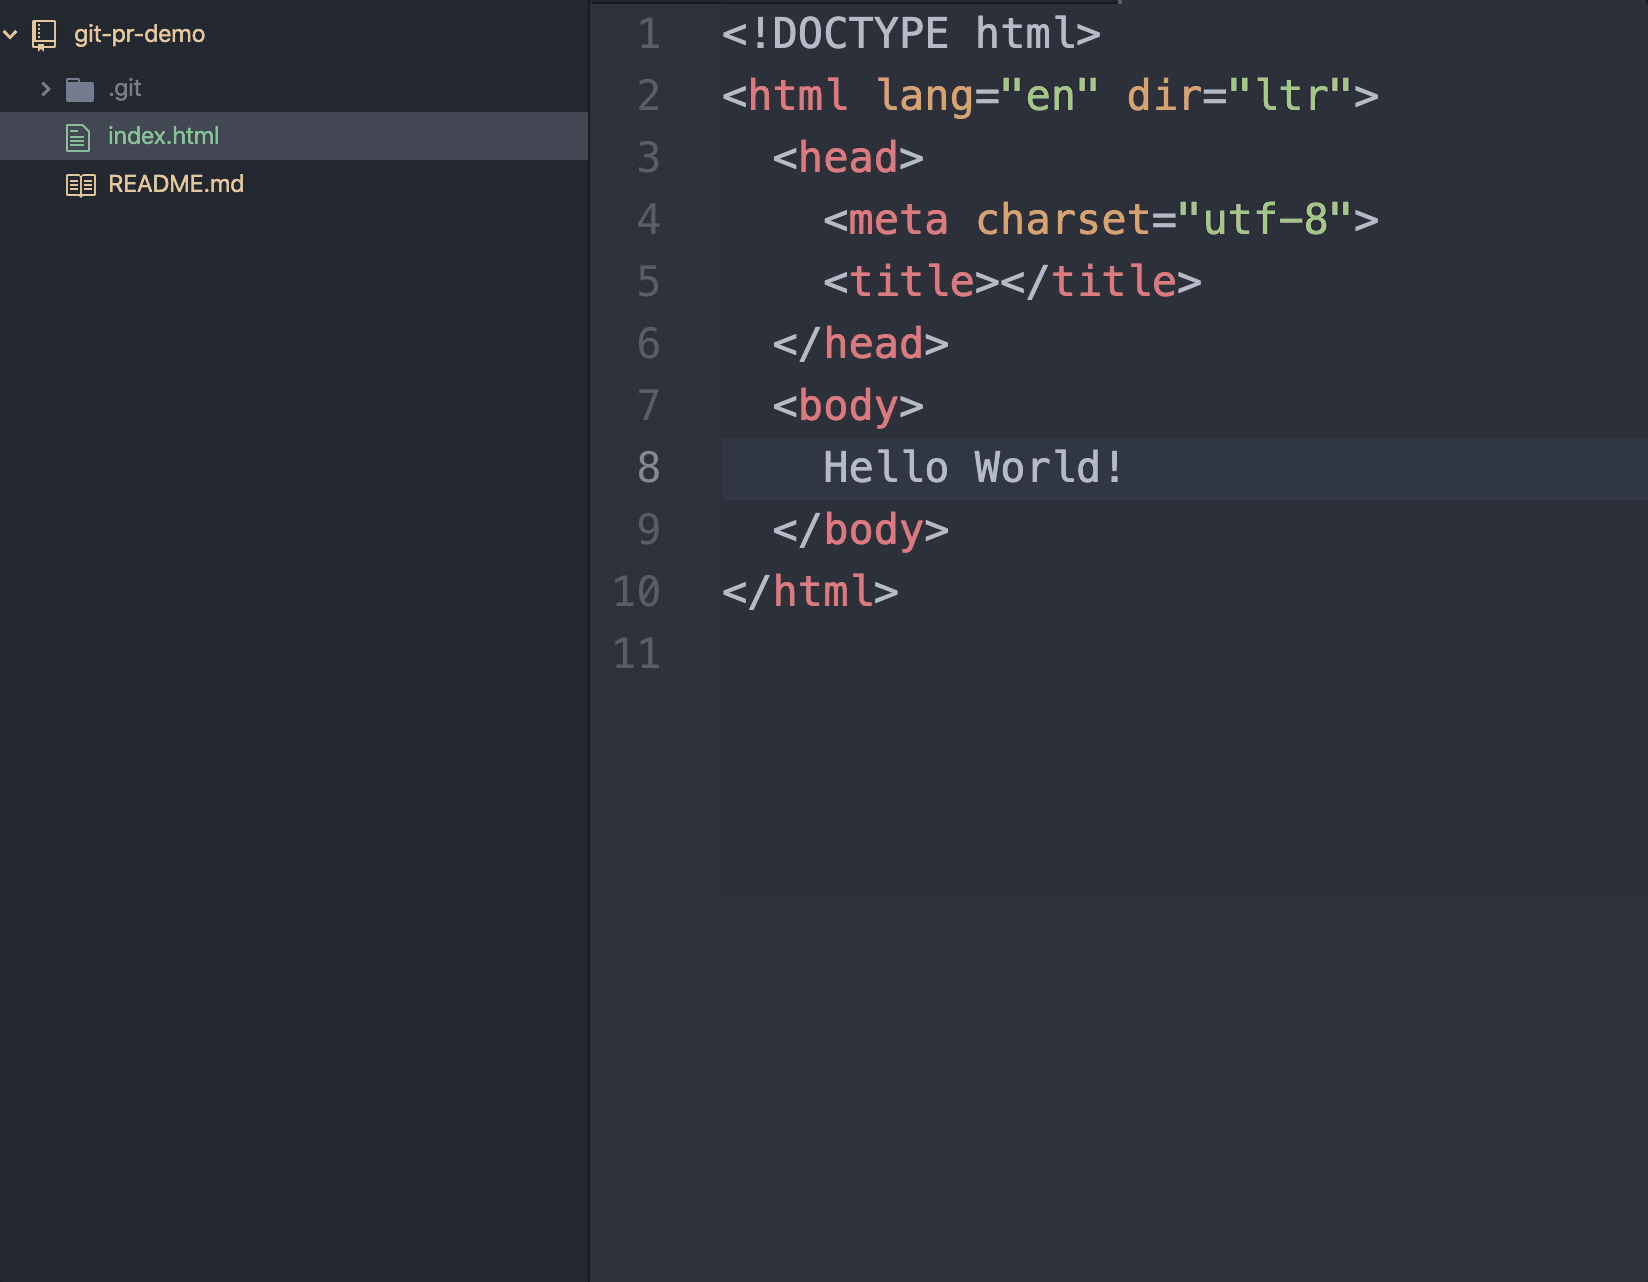 git-pr-demo
.git
index.html
README.md
1 <!DOCTYPE html>
2 <html lang="en" dir="ltr">
3   <head>
4     <meta charset="utf-8">
5     <title></title>
6   </head>
7   <body>
8     Hello World!
9   </body>
10 </html>
11